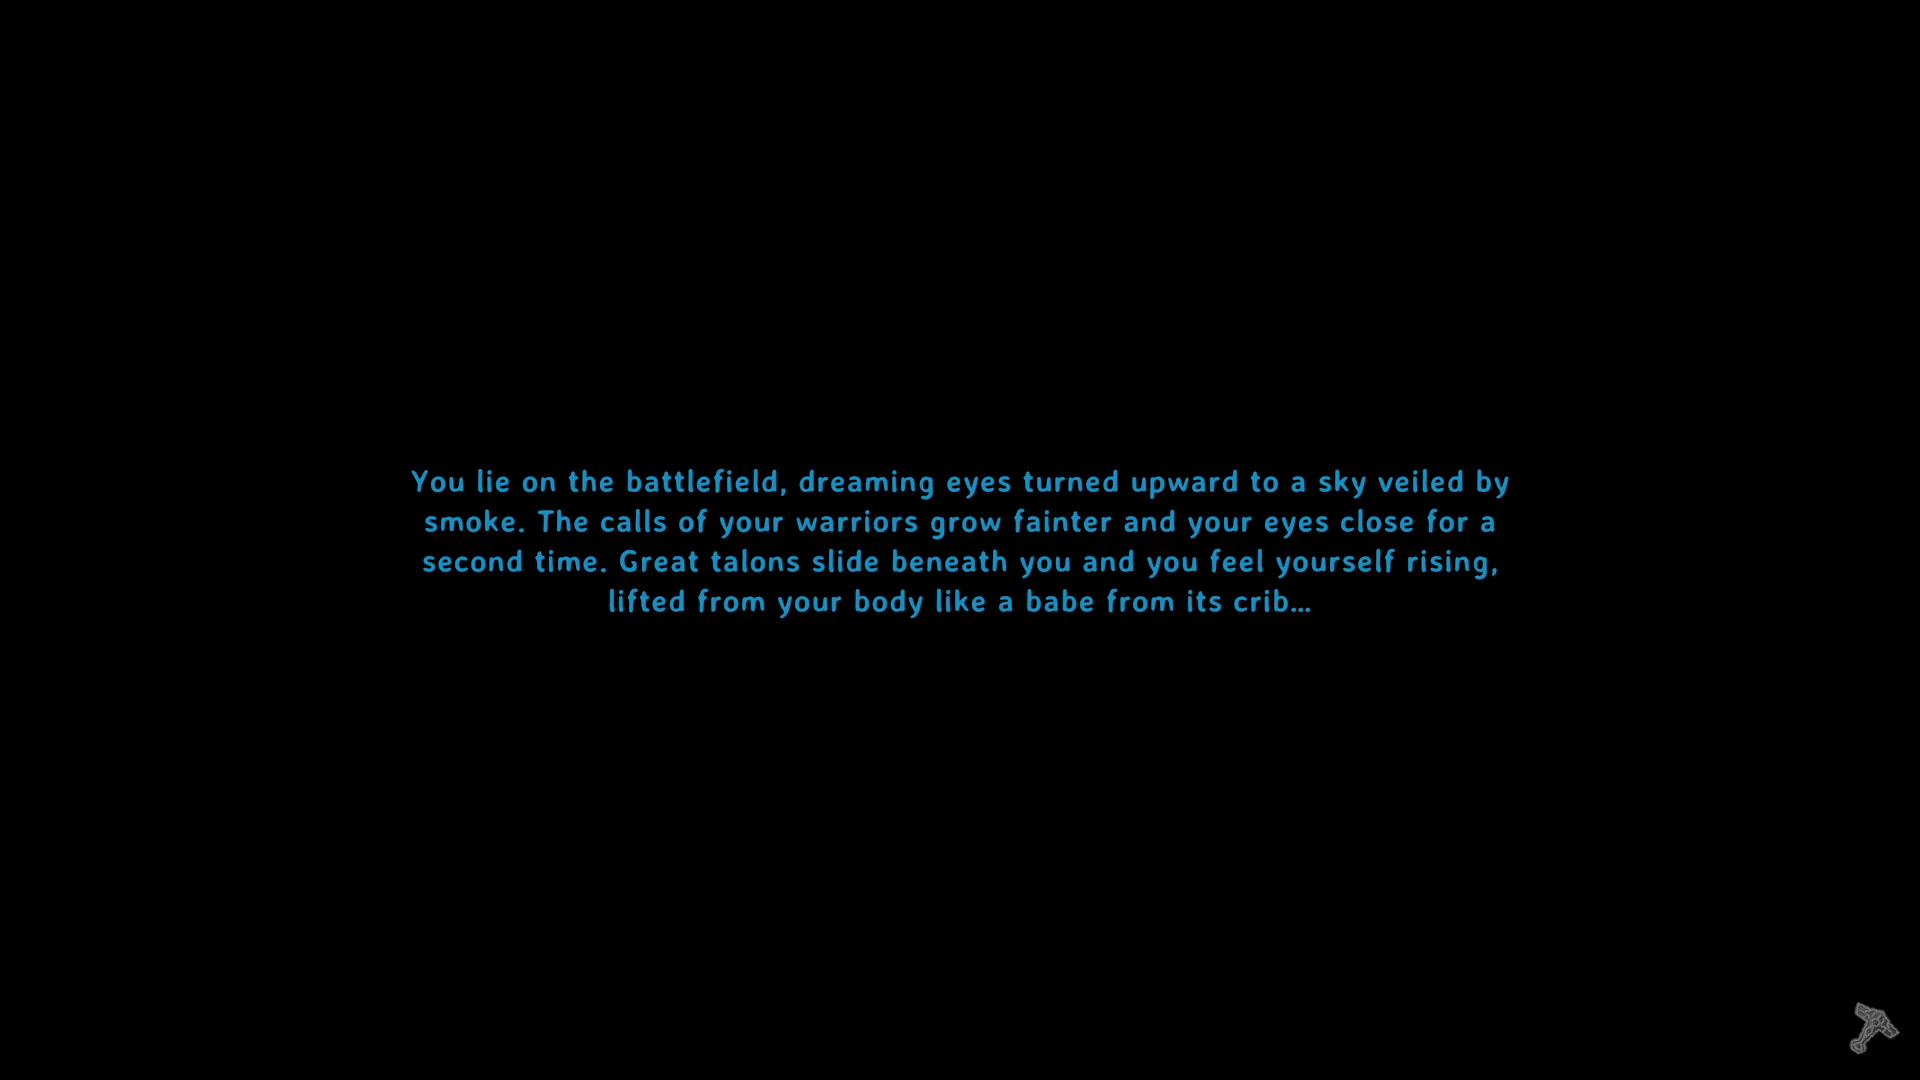 You lie on the battlefield, dreaming eyes turned upward to a sky veiled by
smoke. The calls of your warriors grow fainter and your eyes close for a
second time. Great talons slide beneath you and you feel yourself rising,
lifted from your body like a babe from its crib...